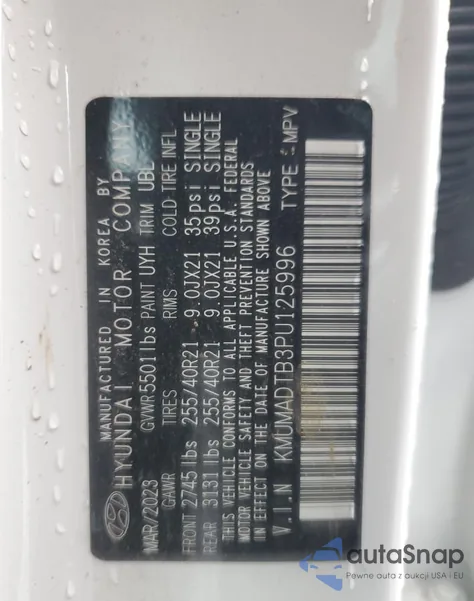 MANUFACTURED IN KOREA BY
HYUNDAI MOTOR COMPANY
MAR/2023 GVWR 5501 lbs PAINT UYH TRIM UBL
GAWR TIRES RIMS COLD TIRE INFL
FRONT 2745 lbs 255/40R21 9.0JX21 35psi SINGLE
REAR 3131 lbs 255/40R21 9.0JX21 39psi SINGLE
THIS VEHICLE CONFORMS TO ALL APPLICABLE U.S.A. FEDERAL
MOTOR VEHICLE SAFETY AND THEFT PREVENTION STANDARDS
IN EFFECT ON THE DATE OF MANUFACTURE SHOWN ABOVE
V.I.N KMUMADTB3PU125996 TYPE : MPV
autoSnap
Pewne auta z aukcji USA i EU